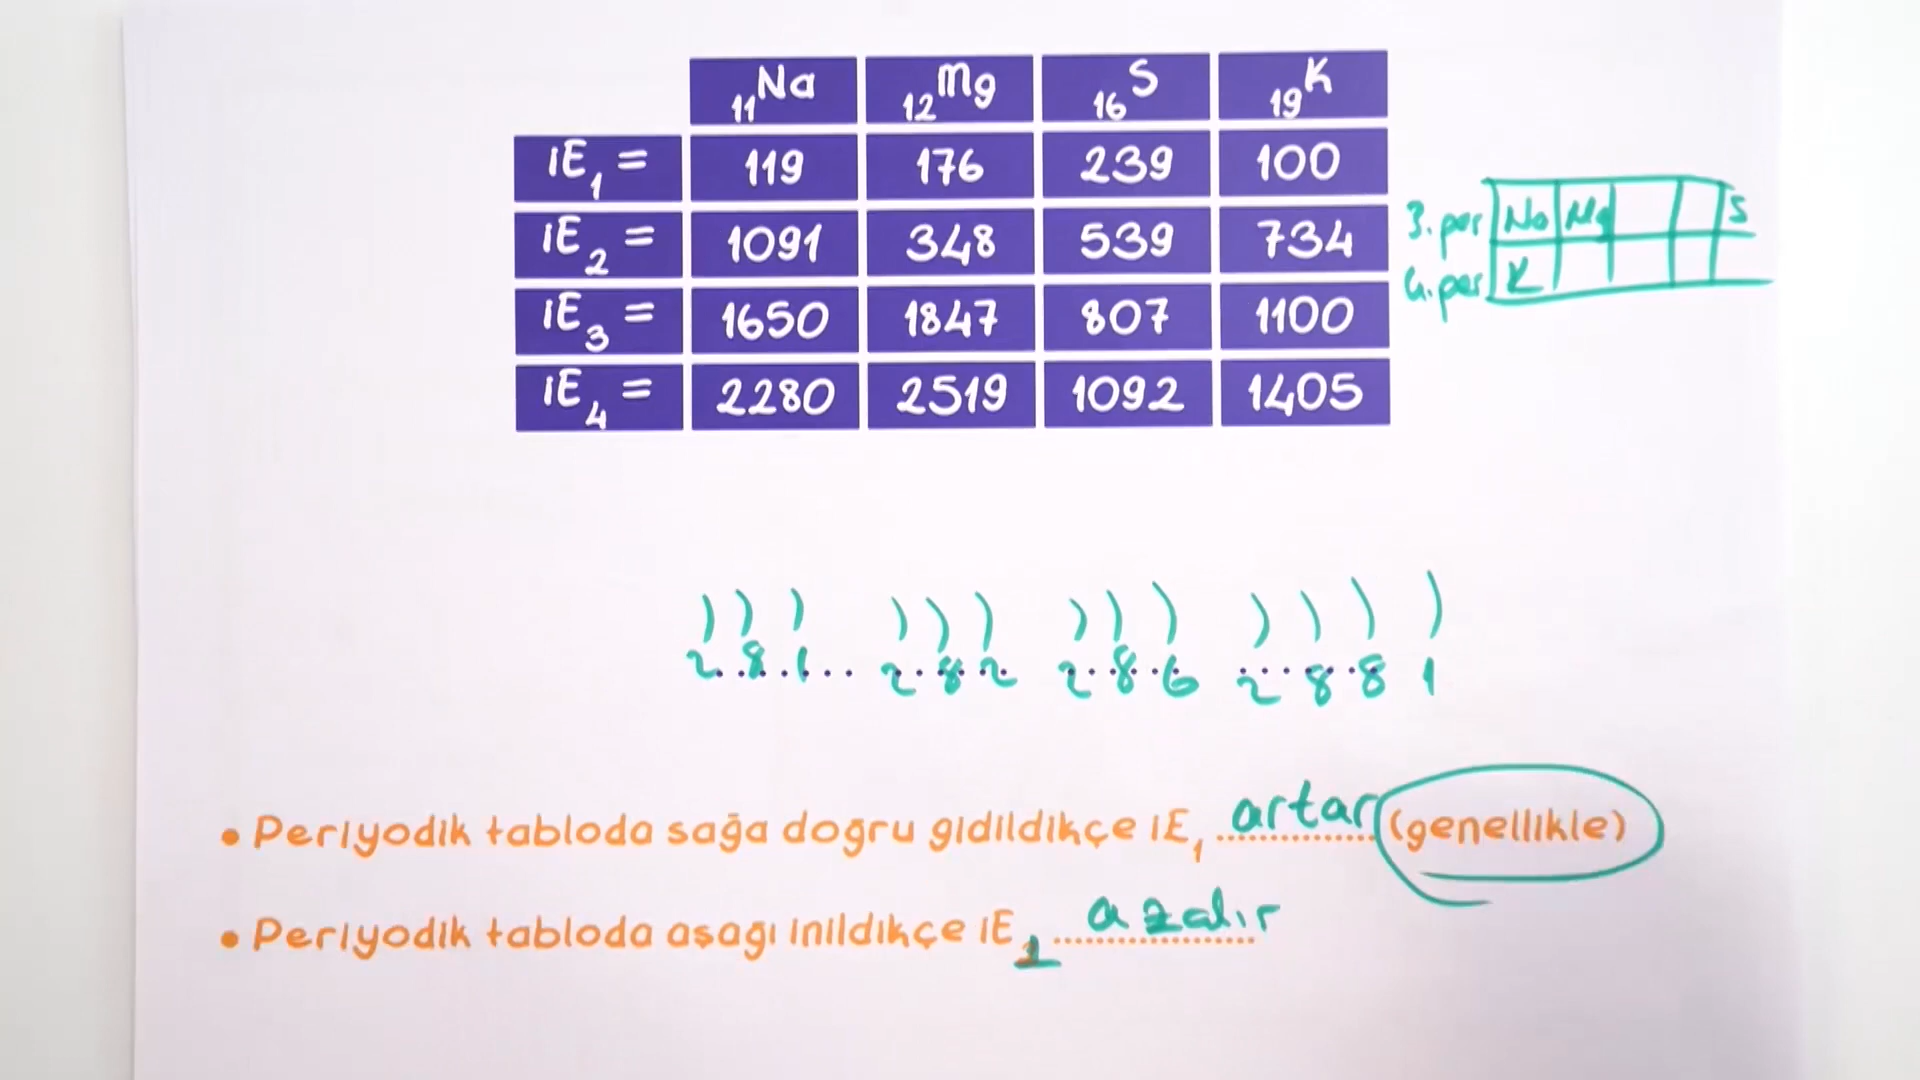 11Na 12Mg 16S 19K
IE1 = 119 176 239 100
IE2 = 1091 348 539 734
IE3 = 1650 1847 807 1100
IE4 = 2280 2519 1092 1405
3. per Na Mg S
4. per K
2 8 1 2 8 2 2 8 6 2 8 8 1
• Periyodik tabloda sağa doğru gidildikçe IE1 artar (genellikle)
• Periyodik tabloda aşağı inildikçe IE1 azalır